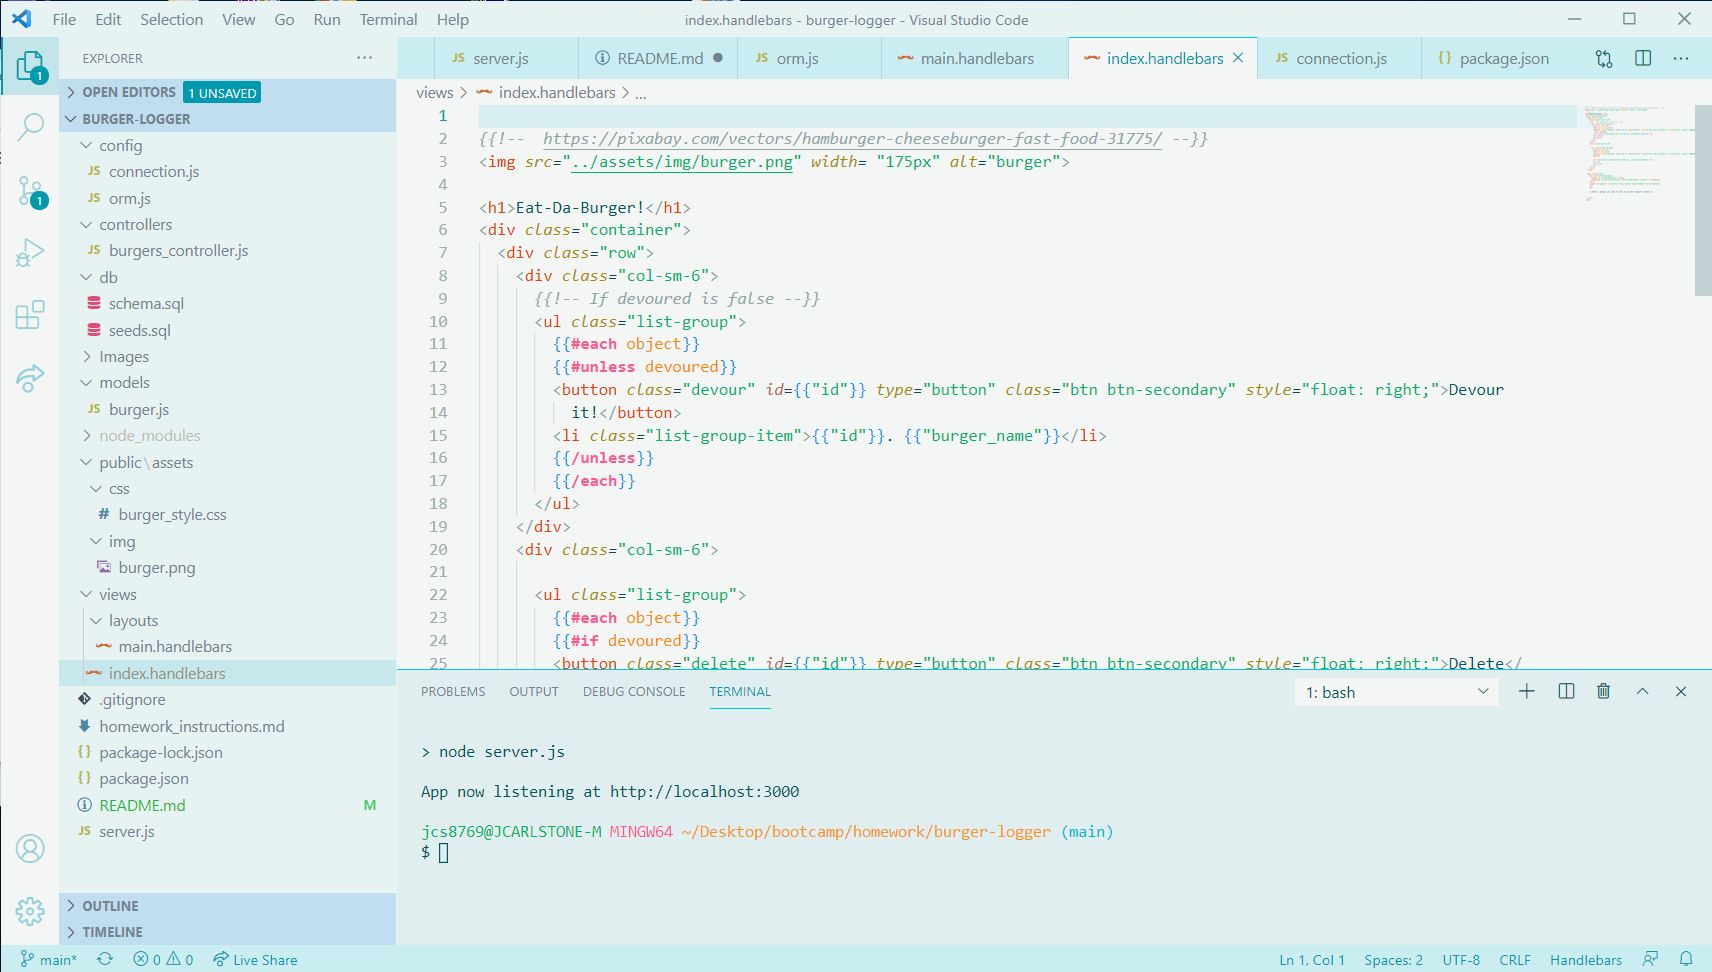 File Edit Selection View Go Run Terminal Help
index.handlebars - burger-logger - Visual Studio Code
EXPLORER
OPEN EDITORS 1 UNSAVED
BURGER-LOGGER
config
JS connection.js
JS orm.js
controllers
JS burgers_controller.js
db
schema.sql
seeds.sql
Images
models
JS burger.js
node_modules
public\assets
css
# burger_style.css
img
burger.png
views
layouts
main.handlebars
index.handlebars
.gitignore
homework_instructions.md
{} package-lock.json
{} package.json
README.md M
JS server.js
OUTLINE
TIMELINE
1
1
JS server.js README.md JS orm.js main.handlebars index.handlebars JS connection.js {} package.json
views > index.handlebars > ...
1
2 {{!-- https://pixabay.com/vectors/hamburger-cheeseburger-fast-food-31775/ --}}
3 <img src="../assets/img/burger.png" width= "175px" alt="burger">
4
5 <h1>Eat-Da-Burger!</h1>
6 <div class="container">
7 <div class="row">
8 <div class="col-sm-6">
9 {{!-- If devoured is false --}}
10 <ul class="list-group">
11 {{#each object}}
12 {{#unless devoured}}
13 <button class="devour" id={{"id"}} type="button" class="btn btn-secondary" style="float: right;">Devour
14 it!</button>
15 <li class="list-group-item">{{"id"}}. {{"burger_name"}}</li>
16 {{/unless}}
17 {{/each}}
18 </ul>
19 </div>
20 <div class="col-sm-6">
21
22 <ul class="list-group">
23 {{#each object}}
24 {{#if devoured}}
25 <button class="delete" id={{"id"}} type="button" class="btn btn-secondary" style="float: right;">Delete</
PROBLEMS OUTPUT DEBUG CONSOLE TERMINAL 1: bash
> node server.js
App now listening at http://localhost:3000
jcs8769@JCARLSTONE-M MINGW64 ~/Desktop/bootcamp/homework/burger-logger (main)
$
main* 0 0 Live Share Ln 1, Col 1 Spaces: 2 UTF-8 CRLF Handlebars